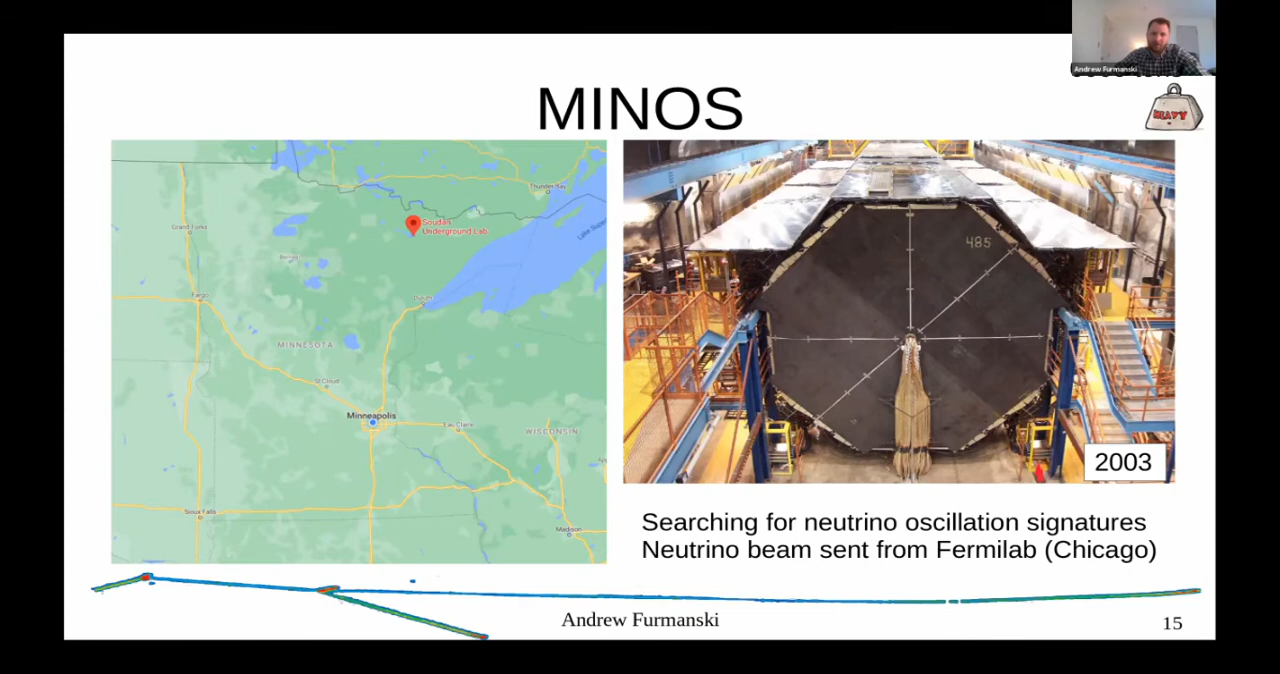 Andrew Furmanski
MINOS
HEAVY
Thunder Bay
Soudan
Underground Lab
Grand Forks
Lake Superior
Bemidji
485
Fargo
Duluth
MINNESOTA
St Cloud
Minneapolis
Eau Claire
WISCONSIN
2003
Sioux Falls
Madison
Searching for neutrino oscillation signatures
Neutrino beam sent from Fermilab (Chicago)
Andrew Furmanski
15